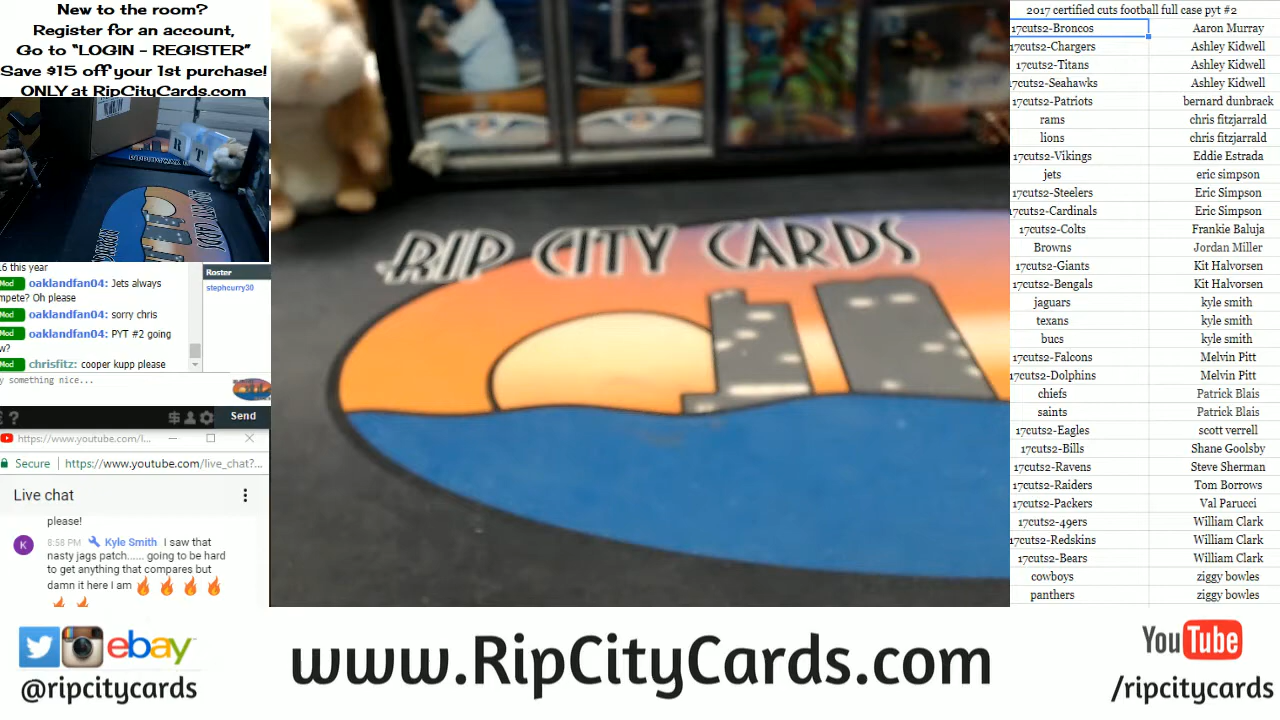 New to the room?
Register for an account,
Go to “LOGIN - REGISTER”
Save $15 off your 1st purchase!
ONLY at RipCityCards.com
R T
16 this year
Mod oaklandfan04: Jets always
mpete? Oh please
Mod oaklandfan04: sorry chris
Mod oaklandfan04: PYT #2 going
w?
Mod chrisfitz: cooper kupp please
Roster
stephcurry30
y something nice...
Send
https://www.youtube.com/l...
Secure https://www.youtube.com/live_chat?...
Live chat
please!
K 8:58 PM Kyle Smith I saw that
nasty jags patch...... going to be hard
to get anything that compares but
damn it here I am
RIP CITY CARDS
2017 certified cuts football full case pyt #2
17cuts2-Broncos Aaron Murray
17cuts2-Chargers Ashley Kidwell
17cuts2-Titans Ashley Kidwell
17cuts2-Seahawks Ashley Kidwell
17cuts2-Patriots bernard dunbrack
rams chris fitzjarrald
lions chris fitzjarrald
17cuts2-Vikings Eddie Estrada
jets eric simpson
17cuts2-Steelers Eric Simpson
17cuts2-Cardinals Eric Simpson
17cuts2-Colts Frankie Baluja
Browns Jordan Miller
17cuts2-Giants Kit Halvorsen
17cuts2-Bengals Kit Halvorsen
jaguars kyle smith
texans kyle smith
bucs kyle smith
17cuts2-Falcons Melvin Pitt
17cuts2-Dolphins Melvin Pitt
chiefs Patrick Blais
saints Patrick Blais
17cuts2-Eagles scott verrell
17cuts2-Bills Shane Goolsby
17cuts2-Ravens Steve Sherman
17cuts2-Raiders Tom Borrows
17cuts2-Packers Val Parucci
17cuts2-49ers William Clark
17cuts2-Redskins William Clark
17cuts2-Bears William Clark
cowboys ziggy bowles
panthers ziggy bowles
ebay
@ripcitycards
www.RipCityCards.com
YouTube
/ripcitycards